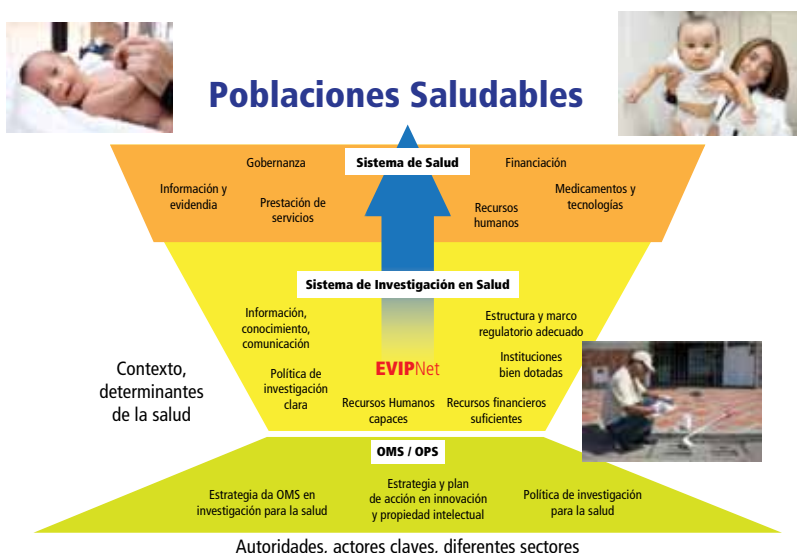 Poblaciones Saludables
Sistema de Salud
Gobernanza
Financiación
Información y
evidendia
Prestación de
servicios
Recursos
humanos
Medicamentos y
tecnologías
Sistema de Investigación en Salud
Información,
conocimiento,
comunicación
Estructura y marco
regulatorio adecuado
EVIPNet
Instituciones
bien dotadas
Política de
investigación
clara
Recursos Humanos
capaces
Recursos financieros
suficientes
Contexto,
determinantes
de la salud
OMS / OPS
Estrategia da OMS en
investigación para la salud
Estrategia y plan
de acción en innovación
y propiedad intelectual
Política de investigación
para la salud
Autoridades, actores claves, diferentes sectores